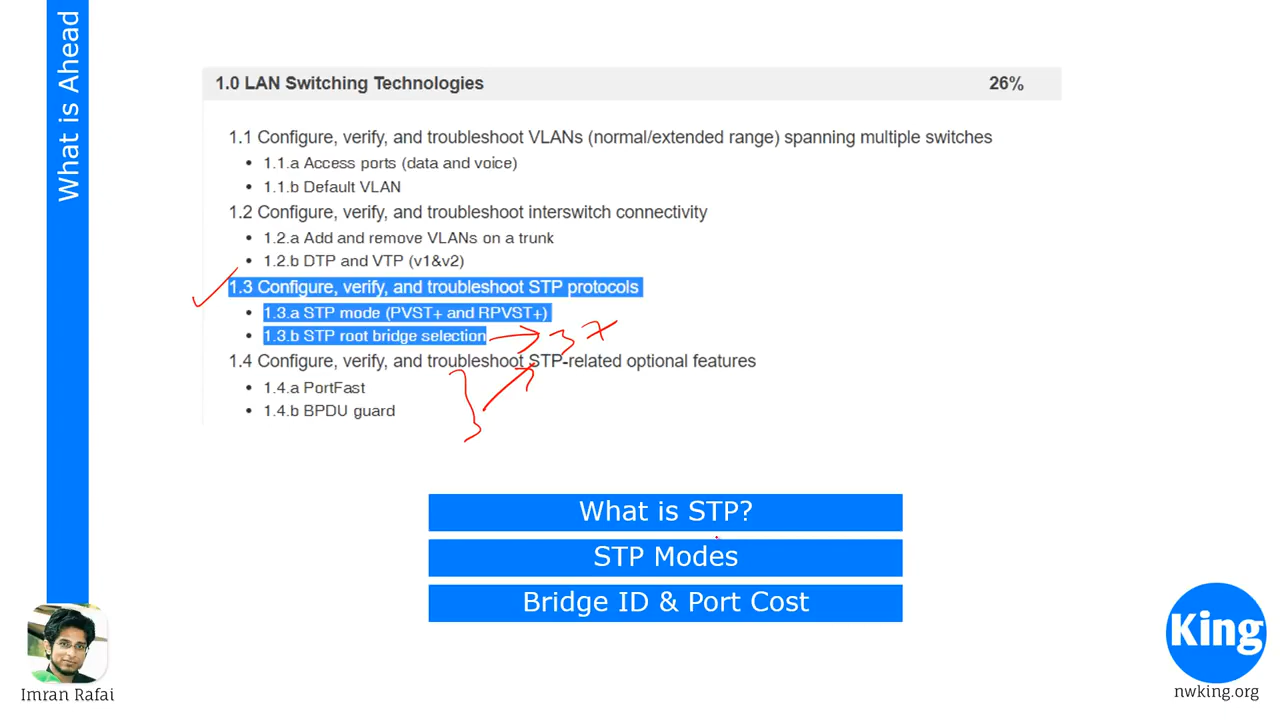 What is Ahead
1.0 LAN Switching Technologies 26%
1.1 Configure, verify, and troubleshoot VLANs (normal/extended range) spanning multiple switches
• 1.1.a Access ports (data and voice)
• 1.1.b Default VLAN
1.2 Configure, verify, and troubleshoot interswitch connectivity
• 1.2.a Add and remove VLANs on a trunk
• 1.2.b DTP and VTP (v1&v2)
1.3 Configure, verify, and troubleshoot STP protocols
• 1.3.a STP mode (PVST+ and RPVST+)
• 1.3.b STP root bridge selection
1.4 Configure, verify, and troubleshoot STP-related optional features
• 1.4.a PortFast
• 1.4.b BPDU guard
What is STP?
STP Modes
Bridge ID & Port Cost
Imran Rafai
King
nwking.org